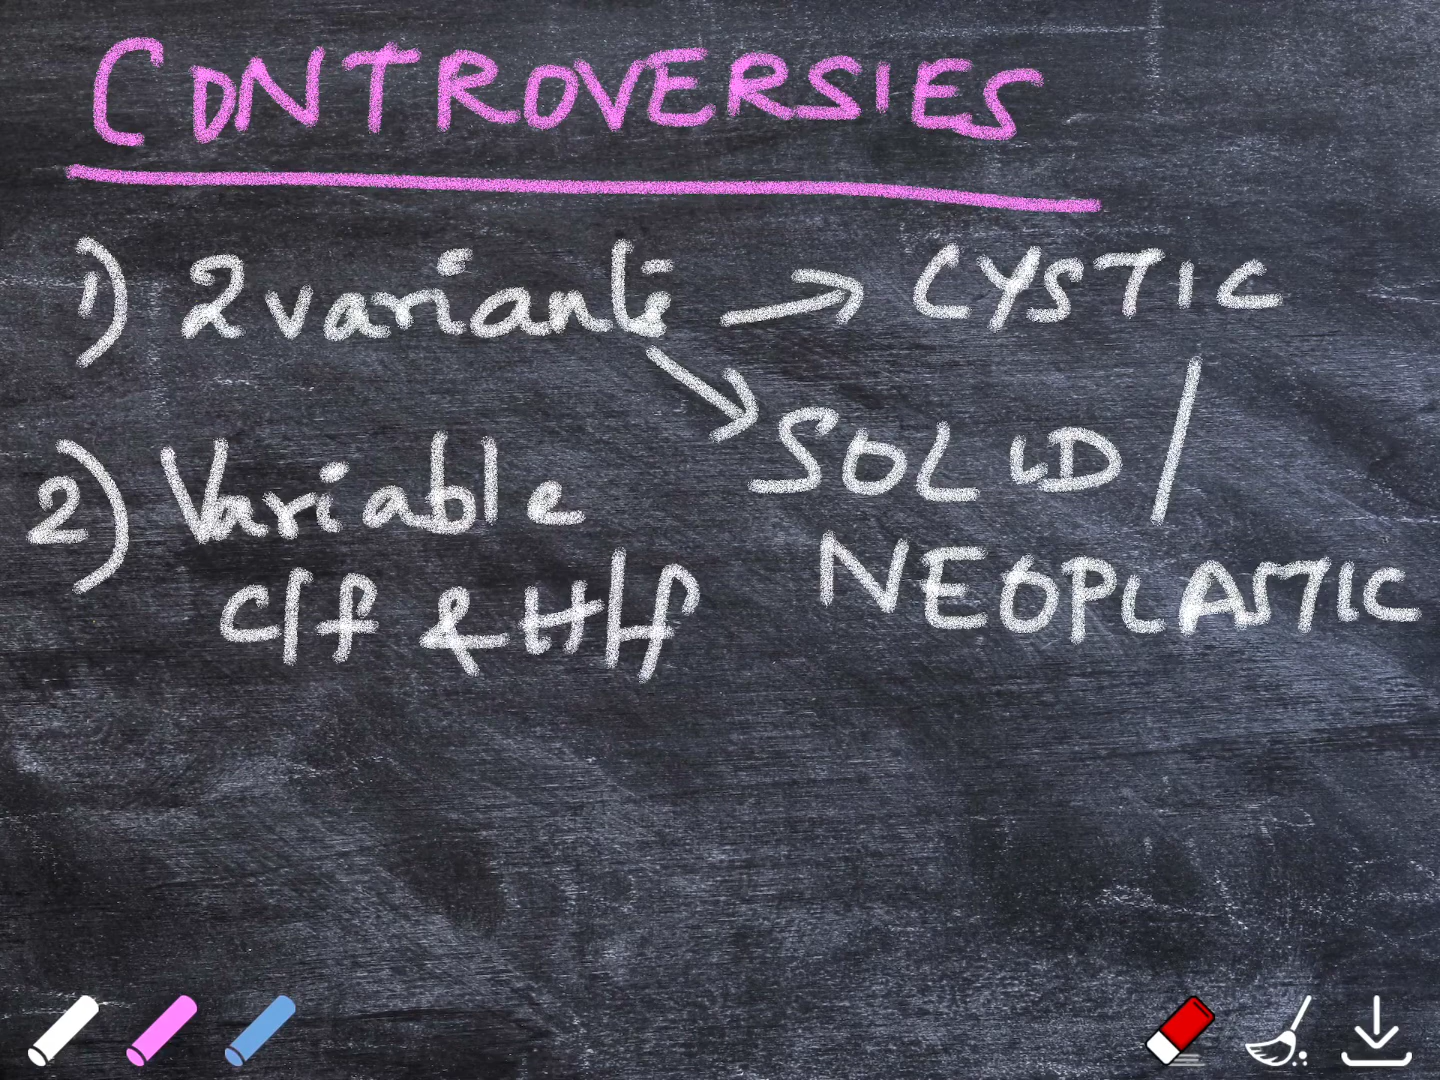 CONTROVERSIES
1) 2 variants → CYSTIC
SOLID /
NEOPLASTIC
2) Variable
C/f & H/f